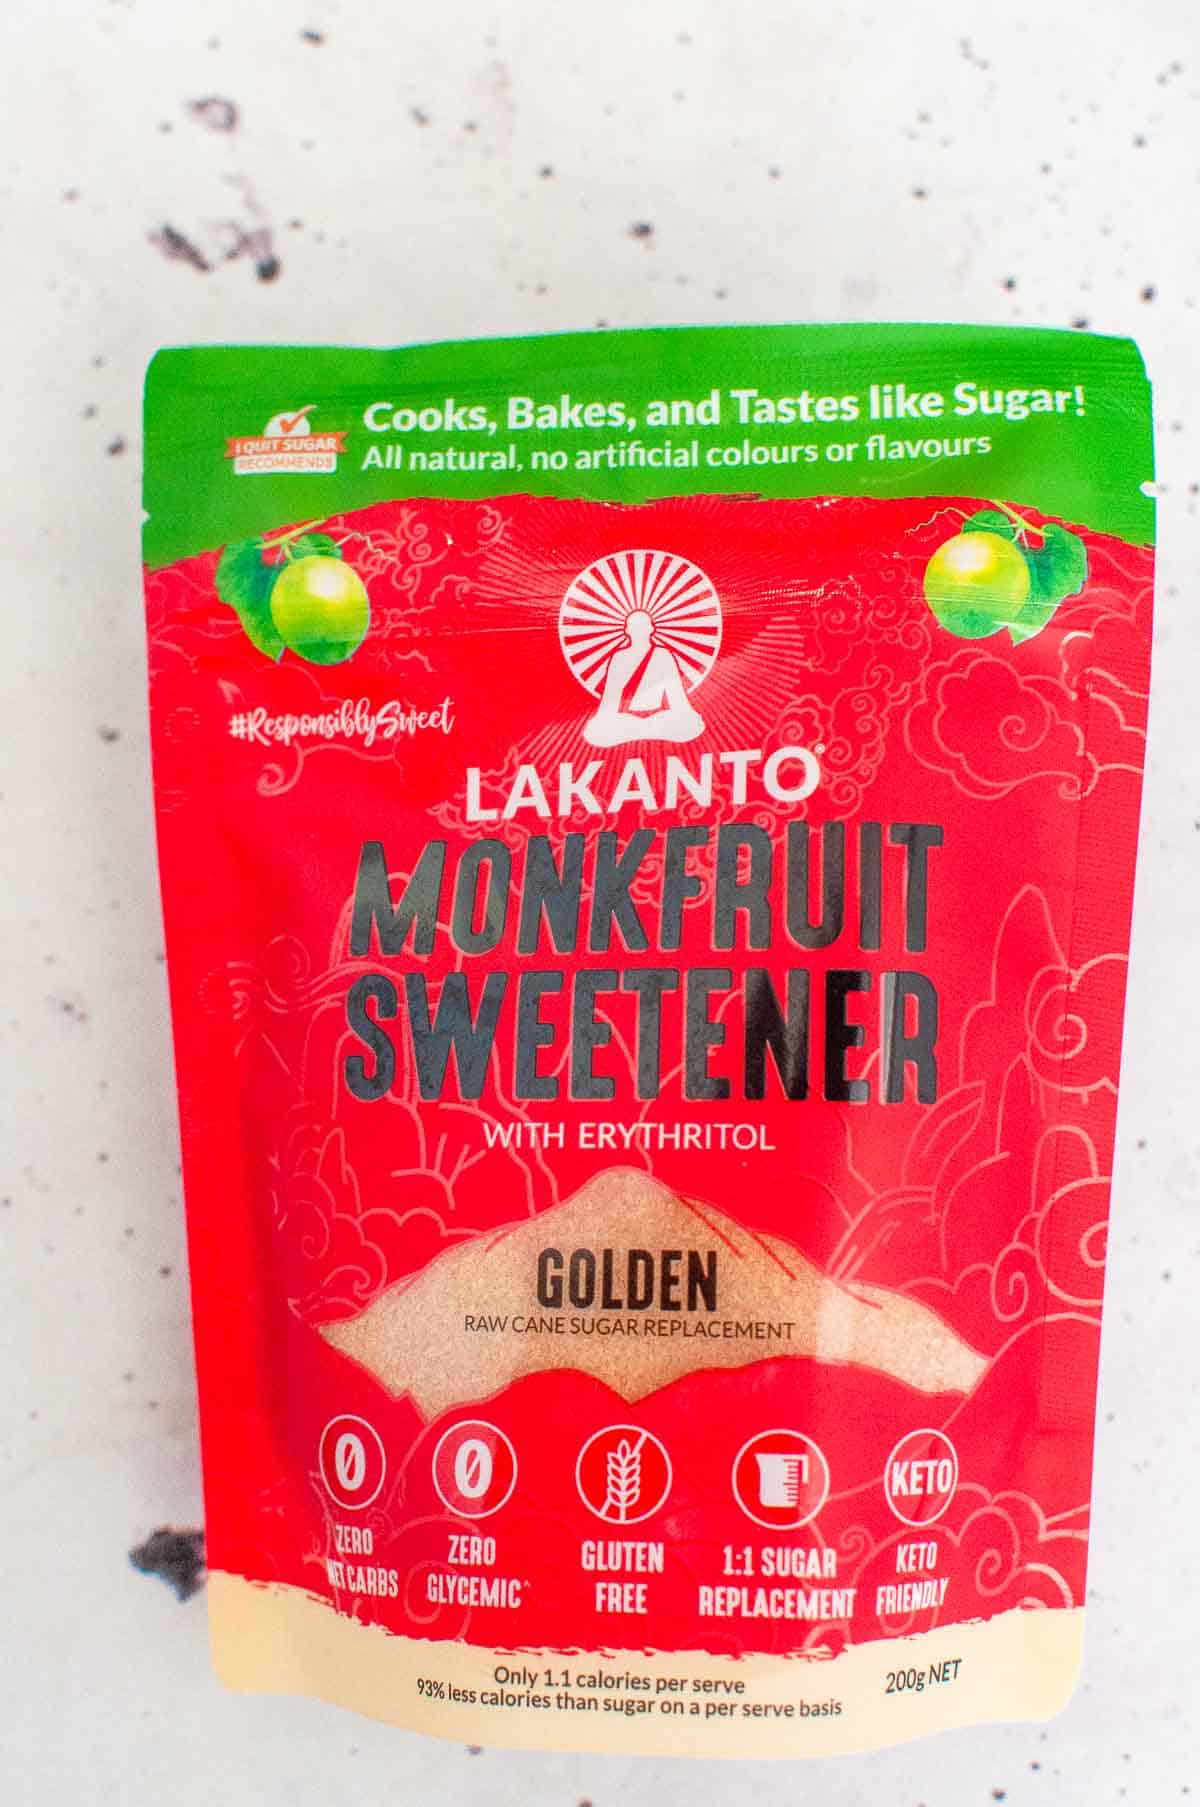 Cooks, Bakes, and Tastes like Sugar!
I QUIT SUGAR
RECOMMENDS
All natural, no artificial colours or flavours
#ResponsiblySweet
LAKANTO®
MONKFRUIT
SWEETENER
WITH ERYTHRITOL
GOLDEN
RAW CANE SUGAR REPLACEMENT
0
0
KETO
ZERO
NET CARBS
ZERO
GLYCEMIC^
GLUTEN
FREE
1:1 SUGAR
REPLACEMENT
KETO
FRIENDLY
Only 1.1 calories per serve
93% less calories than sugar on a per serve basis
200g NET